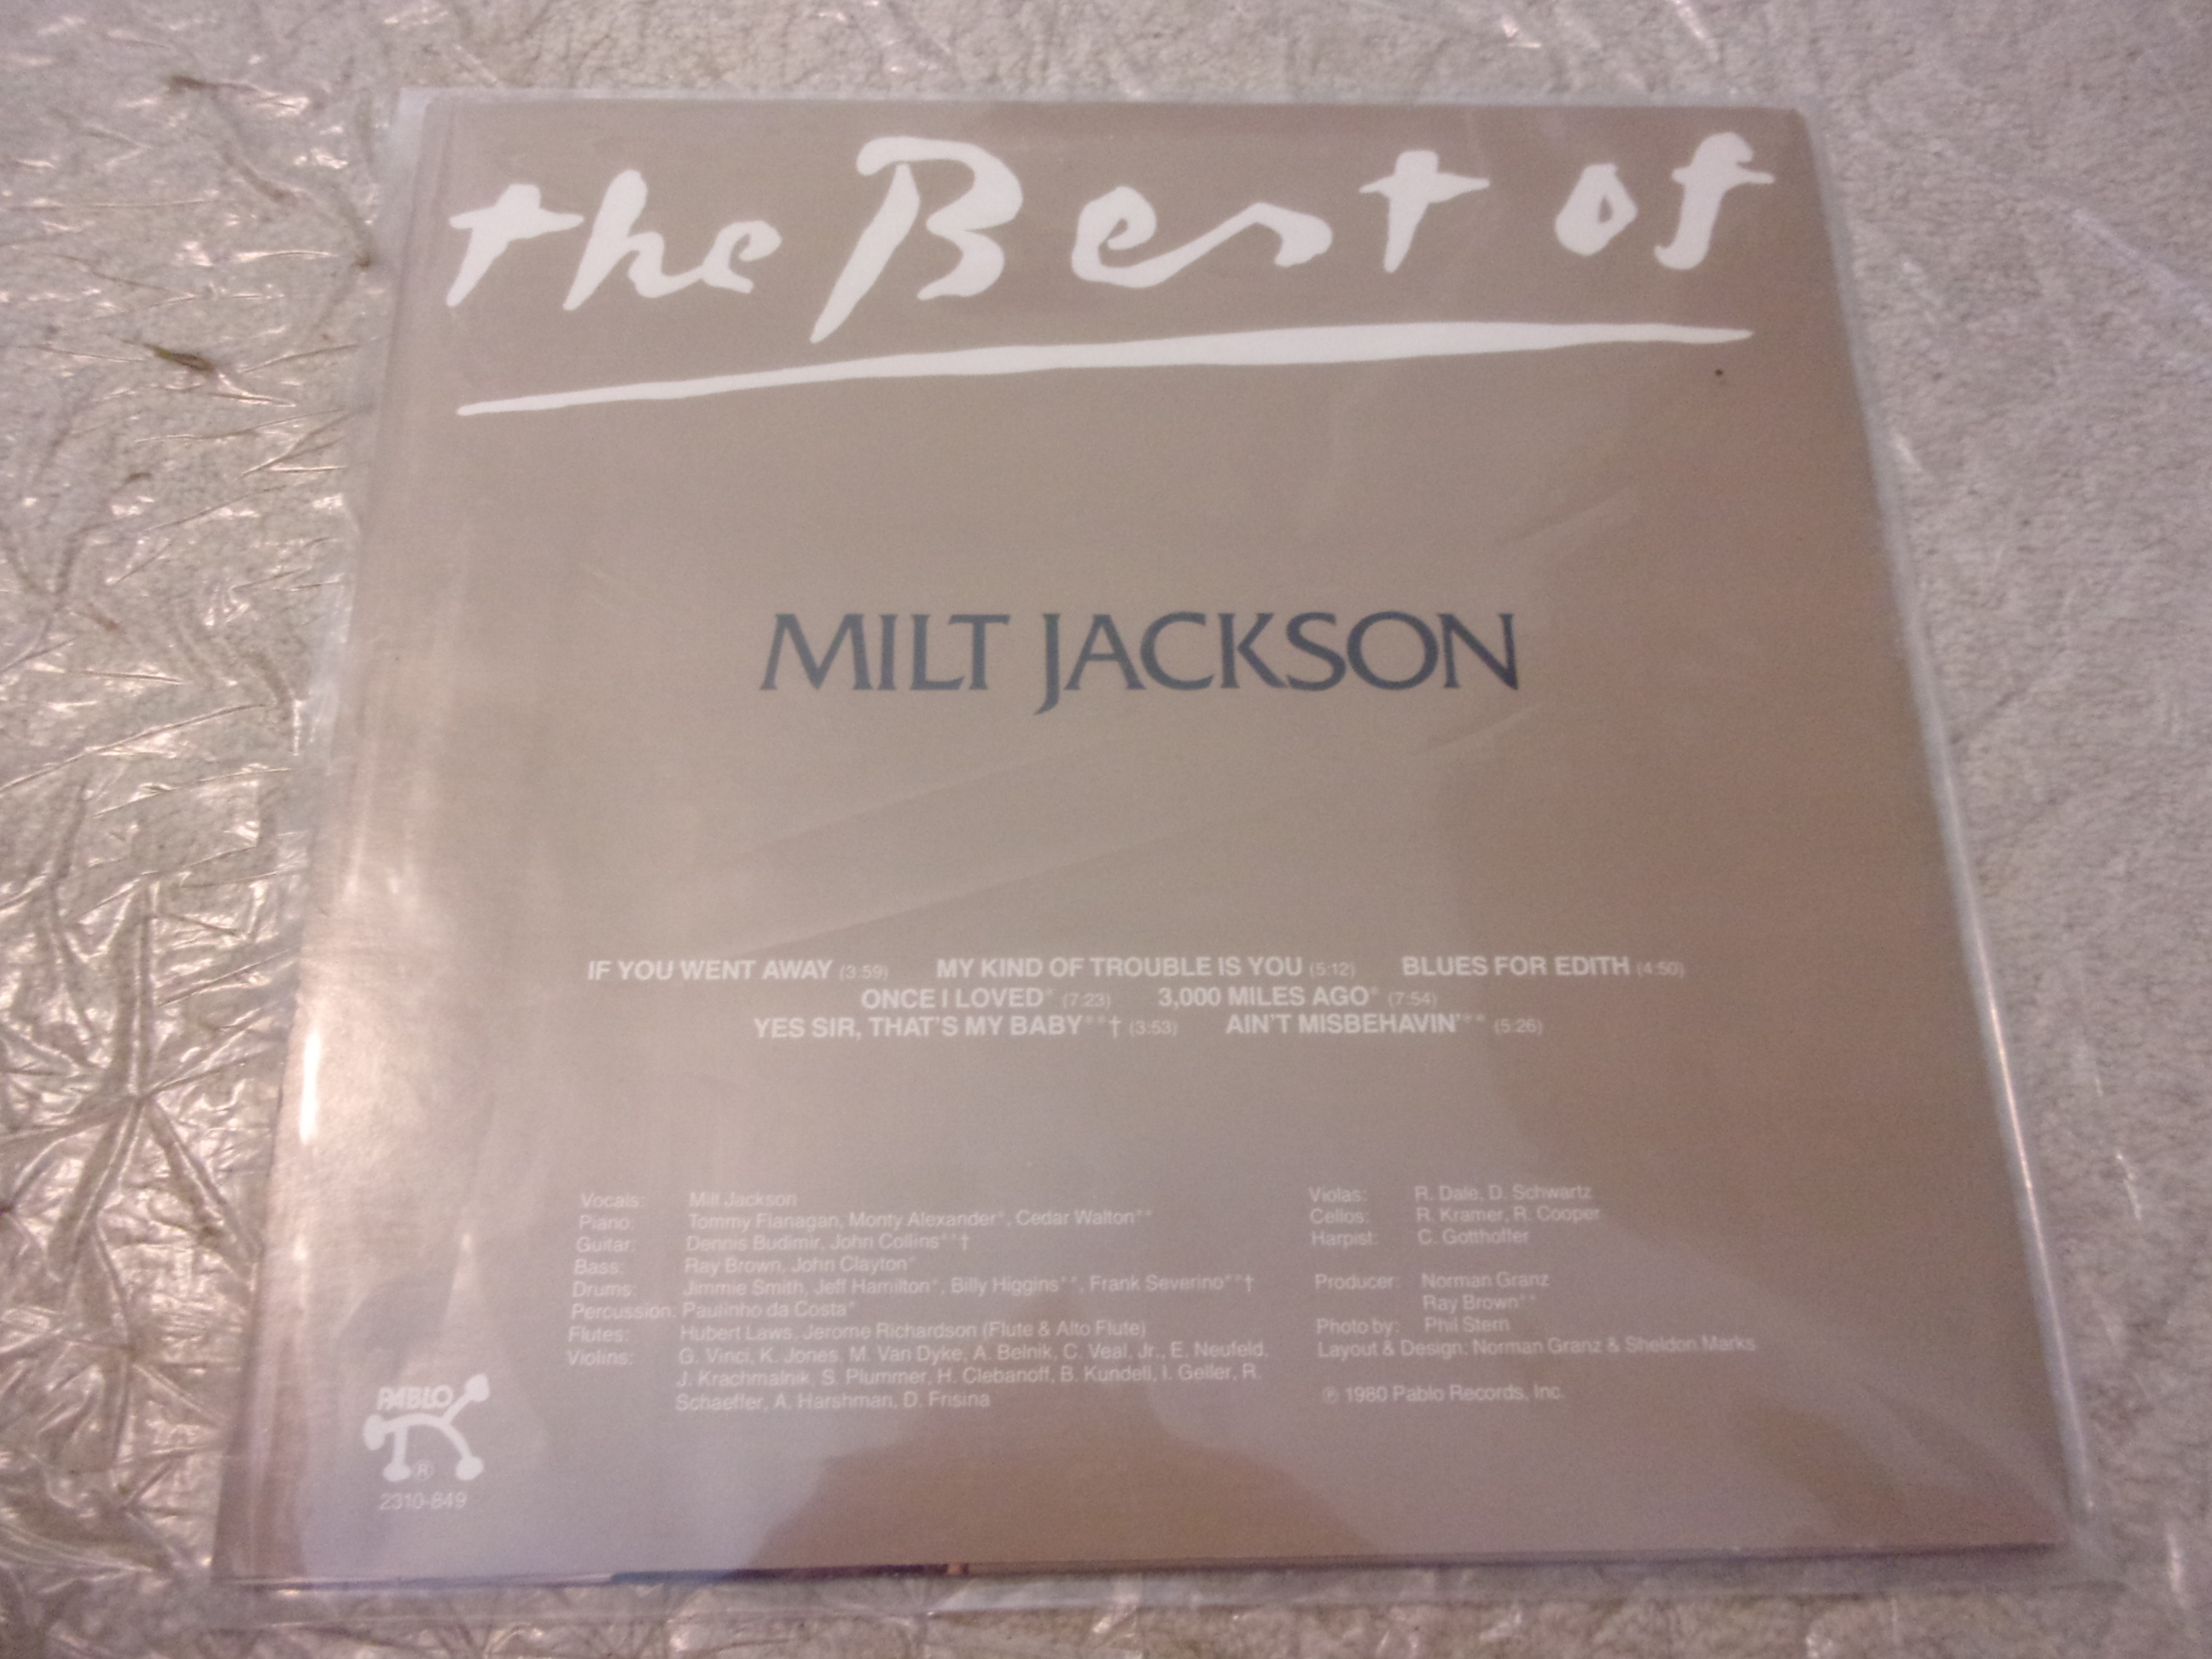 the Best of
MILT JACKSON
IF YOU WENT AWAY (3:59) MY KIND OF TROUBLE IS YOU (5:12) BLUES FOR EDITH (4:50)
ONCE I LOVED* (7:23) 3,000 MILES AGO* (7:54)
YES SIR, THAT'S MY BABY**† (3:53) AIN'T MISBEHAVIN'** (5:26)
Vocals: Milt Jackson
Piano: Tommy Flanagan, Monty Alexander*, Cedar Walton**
Guitar: Dennis Budimir, John Collins**†
Bass: Ray Brown, John Clayton*
Drums: Jimmie Smith, Jeff Hamilton*, Billy Higgins**, Frank Severino**†
Percussion: Paulinho da Costa*
Flutes: Hubert Laws, Jerome Richardson (Flute & Alto Flute)
Violins: G. Vinci, K. Jones, M. Van Dyke, A. Belnik, C. Veal, Jr., E. Neufeld,
J. Krachmalnik, S. Plummer, H. Clebanoff, B. Kundell, I. Geller, R.
Schaeffer, A. Harshman, D. Frisina
Violas: R. Dale, D. Schwartz
Cellos: R. Kramer, R. Cooper
Harpist: C. Gotthoffer
Producer: Norman Granz
Ray Brown**
Photo by: Phil Stern
Layout & Design: Norman Granz & Sheldon Marks
℗ 1980 Pablo Records, Inc.
PABLO
®
2310-849